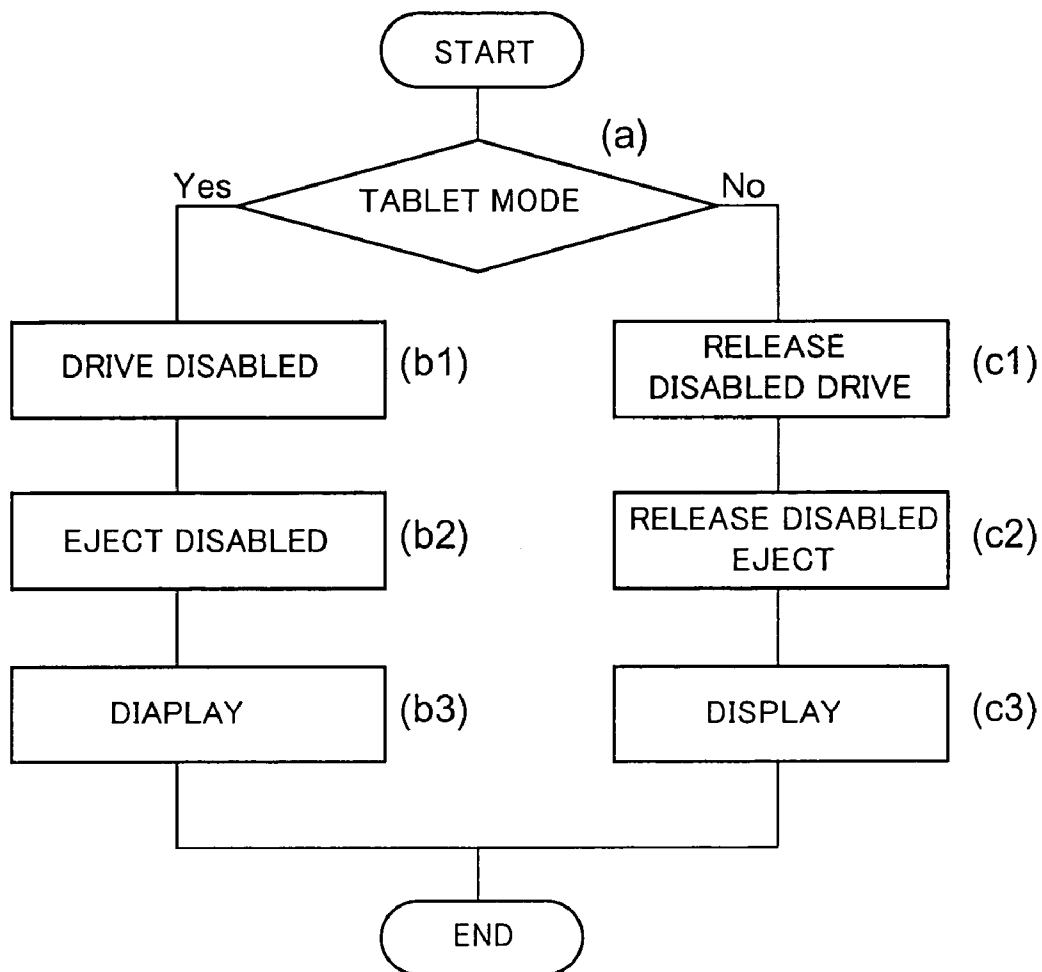 START
(a)
Yes
TABLET MODE
No
DRIVE DISABLED
(b1)
RELEASE
DISABLED DRIVE
(c1)
EJECT DISABLED
(b2)
RELEASE DISABLED
EJECT
(c2)
DIAPLAY
(b3)
DISPLAY
(c3)
END